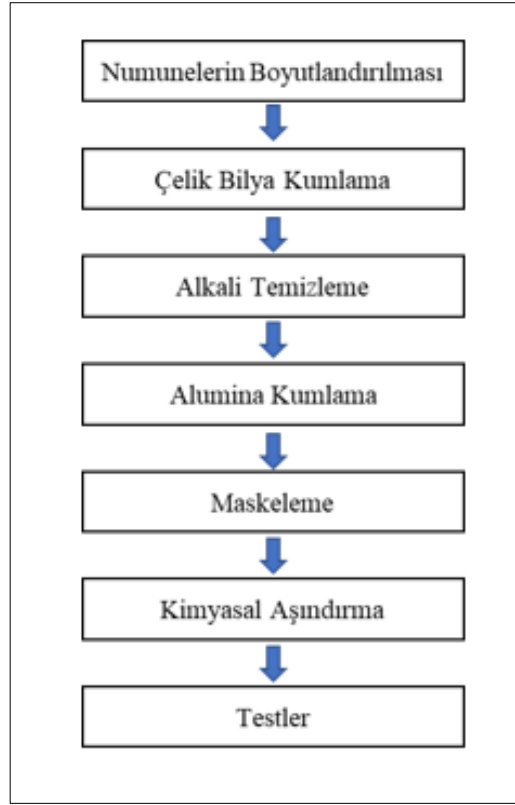 Numunelerin Boyutlandırılması
Çelik Bilya Kumlama
Alkali Temizleme
Alumina Kumlama
Maskeleme
Kimyasal Aşındırma
Testler